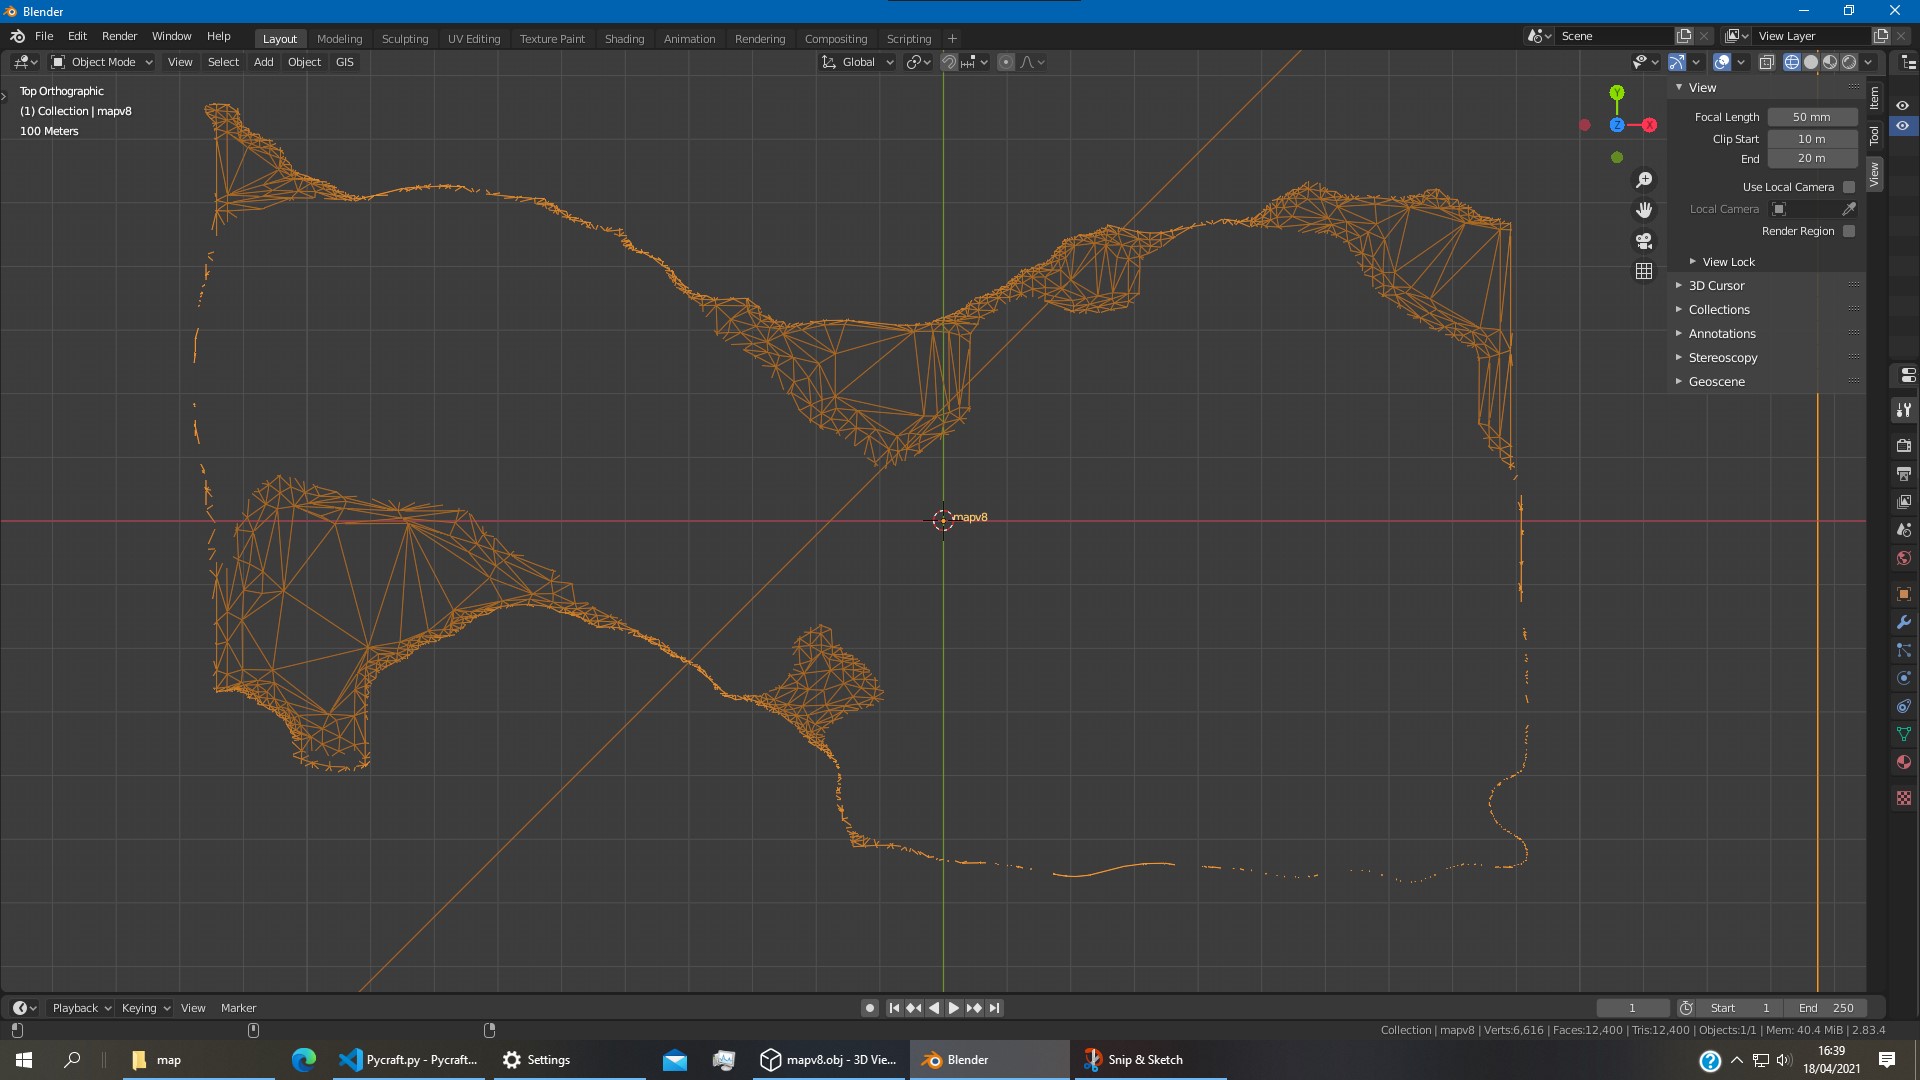 Blender
File Edit Render Window Help Layout Modeling Sculpting UV Editing Texture Paint Shading Animation Rendering Compositing Scripting + Scene View Layer
Object Mode View Select Add Object GIS Global
Top Orthographic
(1) Collection | mapv8
100 Meters
Y
Z X
View
Focal Length 50 mm
Clip Start 10 m
End 20 m
Use Local Camera
Local Camera
Render Region
View Lock
3D Cursor
Collections
Annotations
Stereoscopy
Geoscene
Item
Tool
View
mapv8
Playback Keying View Marker 1 Start 1 End 250
Collection | mapv8 | Verts:6,616 | Faces:12,400 | Tris:12,400 | Objects:1/1 | Mem: 40.4 MiB | 2.83.4
map Pycraft.py - Pycraft... Settings mapv8.obj - 3D Vie... Blender Snip & Sketch
16:39
18/04/2021